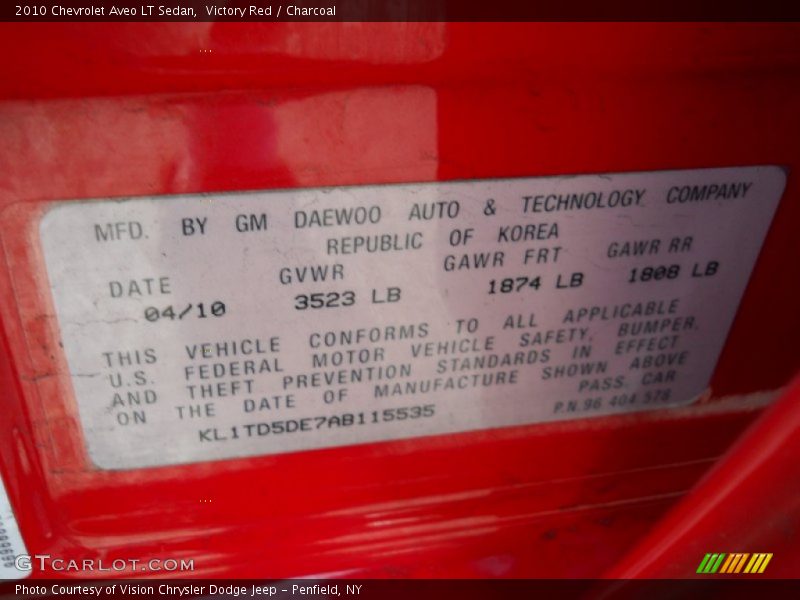 2010 Chevrolet Aveo LT Sedan, Victory Red / Charcoal
MFD. BY GM DAEWOO AUTO & TECHNOLOGY COMPANY
REPUBLIC OF KOREA
DATE GVWR GAWR FRT GAWR RR
04/10 3523 LB 1874 LB 1808 LB
THIS VEHICLE CONFORMS TO ALL APPLICABLE
U.S. FEDERAL MOTOR VEHICLE SAFETY, BUMPER,
AND THEFT PREVENTION STANDARDS IN EFFECT
ON THE DATE OF MANUFACTURE SHOWN ABOVE
PASS. CAR
KL1TD5DE7AB115535 P.N.96 404 578
GTCARLOT.COM
Photo Courtesy of Vision Chrysler Dodge Jeep – Penfield, NY